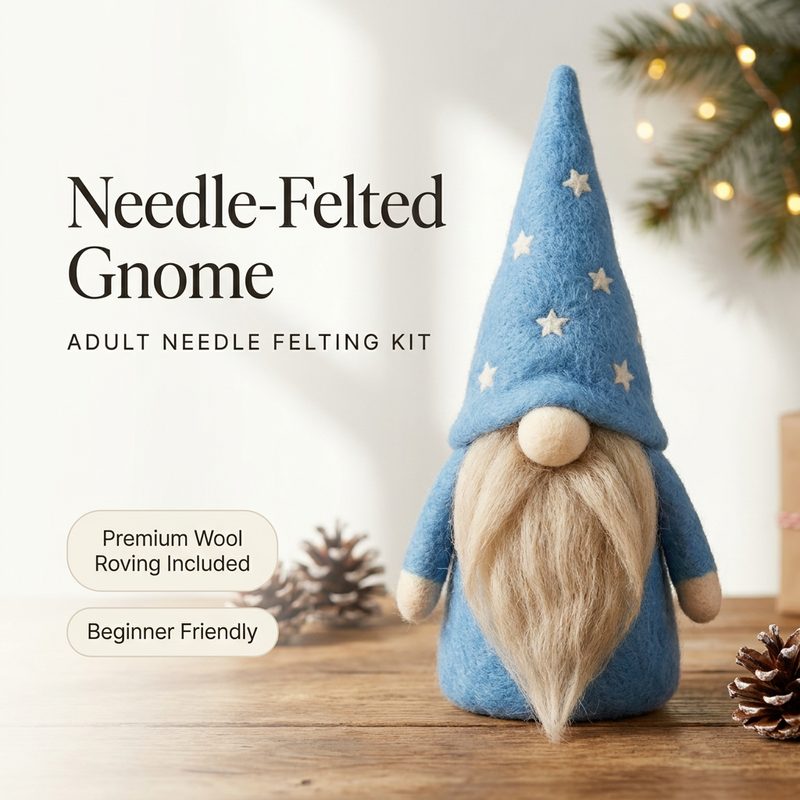 Needle-Felted
Gnome
ADULT NEEDLE FELTING KIT
Premium Wool
Roving Included
Beginner Friendly